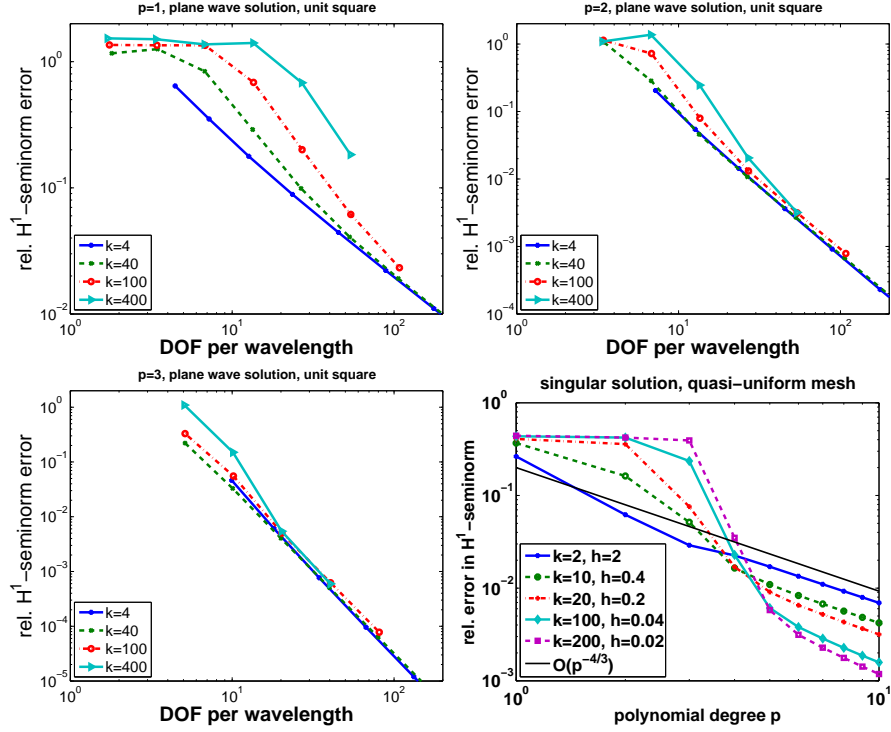 p=1, plane wave solution, unit square
rel. H^1−seminorm error
10^0
10^−1
10^−2
k=4
k=40
k=100
k=400
10^0
10^1
10^2
DOF per wavelength
p=2, plane wave solution, unit square
rel. H^1−seminorm error
10^0
10^−1
10^−2
10^−3
10^−4
k=4
k=40
k=100
k=400
10^0
10^1
10^2
DOF per wavelength
p=3, plane wave solution, unit square
rel. H^1−seminorm error
10^0
10^−1
10^−2
10^−3
10^−4
10^−5
k=4
k=40
k=100
k=400
10^0
10^1
10^2
DOF per wavelength
singular solution, quasi−uniform mesh
rel. error in H^1−seminorm
10^0
10^−1
10^−2
10^−3
k=2, h=2
k=10, h=0.4
k=20, h=0.2
k=100, h=0.04
k=200, h=0.02
O(p^−4/3)
10^0
10^1
polynomial degree p